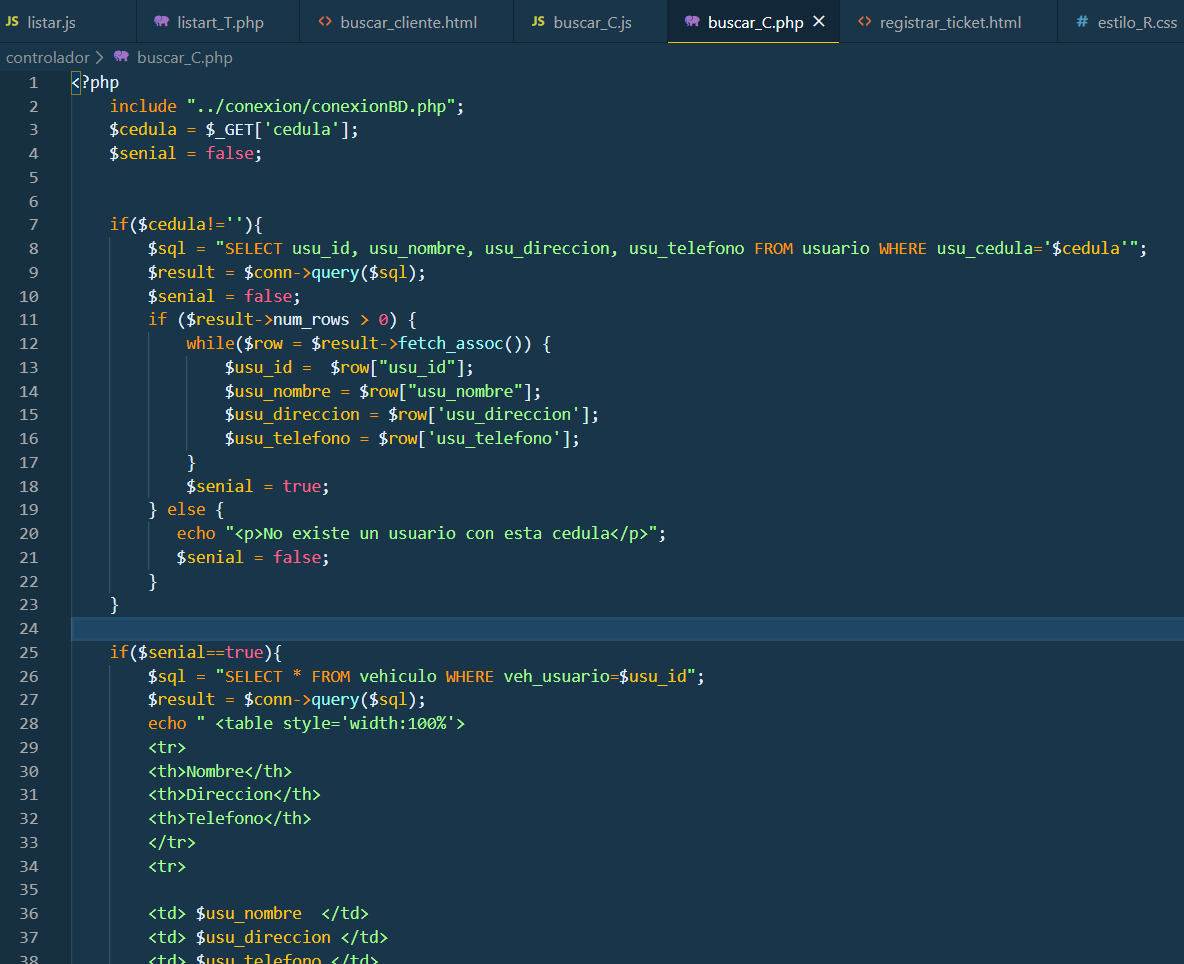 JS listar.js listart_T.php <> buscar_cliente.html JS buscar_C.js buscar_C.php × <> registrar_ticket.html # estilo_R.css
controlador > buscar_C.php
1 <?php
2 include "../conexion/conexionBD.php";
3 $cedula = $_GET['cedula'];
4 $senial = false;
5
6
7 if($cedula!=''){
8 $sql = "SELECT usu_id, usu_nombre, usu_direccion, usu_telefono FROM usuario WHERE usu_cedula='$cedula'";
9 $result = $conn->query($sql);
10 $senial = false;
11 if ($result->num_rows > 0) {
12 while($row = $result->fetch_assoc()) {
13 $usu_id =  $row["usu_id"];
14 $usu_nombre = $row["usu_nombre"];
15 $usu_direccion = $row['usu_direccion'];
16 $usu_telefono = $row['usu_telefono'];
17 }
18 $senial = true;
19 } else {
20 echo "<p>No existe un usuario con esta cedula</p>";
21 $senial = false;
22 }
23 }
24
25 if($senial==true){
26 $sql = "SELECT * FROM vehiculo WHERE veh_usuario=$usu_id";
27 $result = $conn->query($sql);
28 echo " <table style='width:100%'>
29 <tr>
30 <th>Nombre</th>
31 <th>Direccion</th>
32 <th>Telefono</th>
33 </tr>
34 <tr>
35
36 <td> $usu_nombre  </td>
37 <td> $usu_direccion </td>
38 <td> $usu_telefono </td>